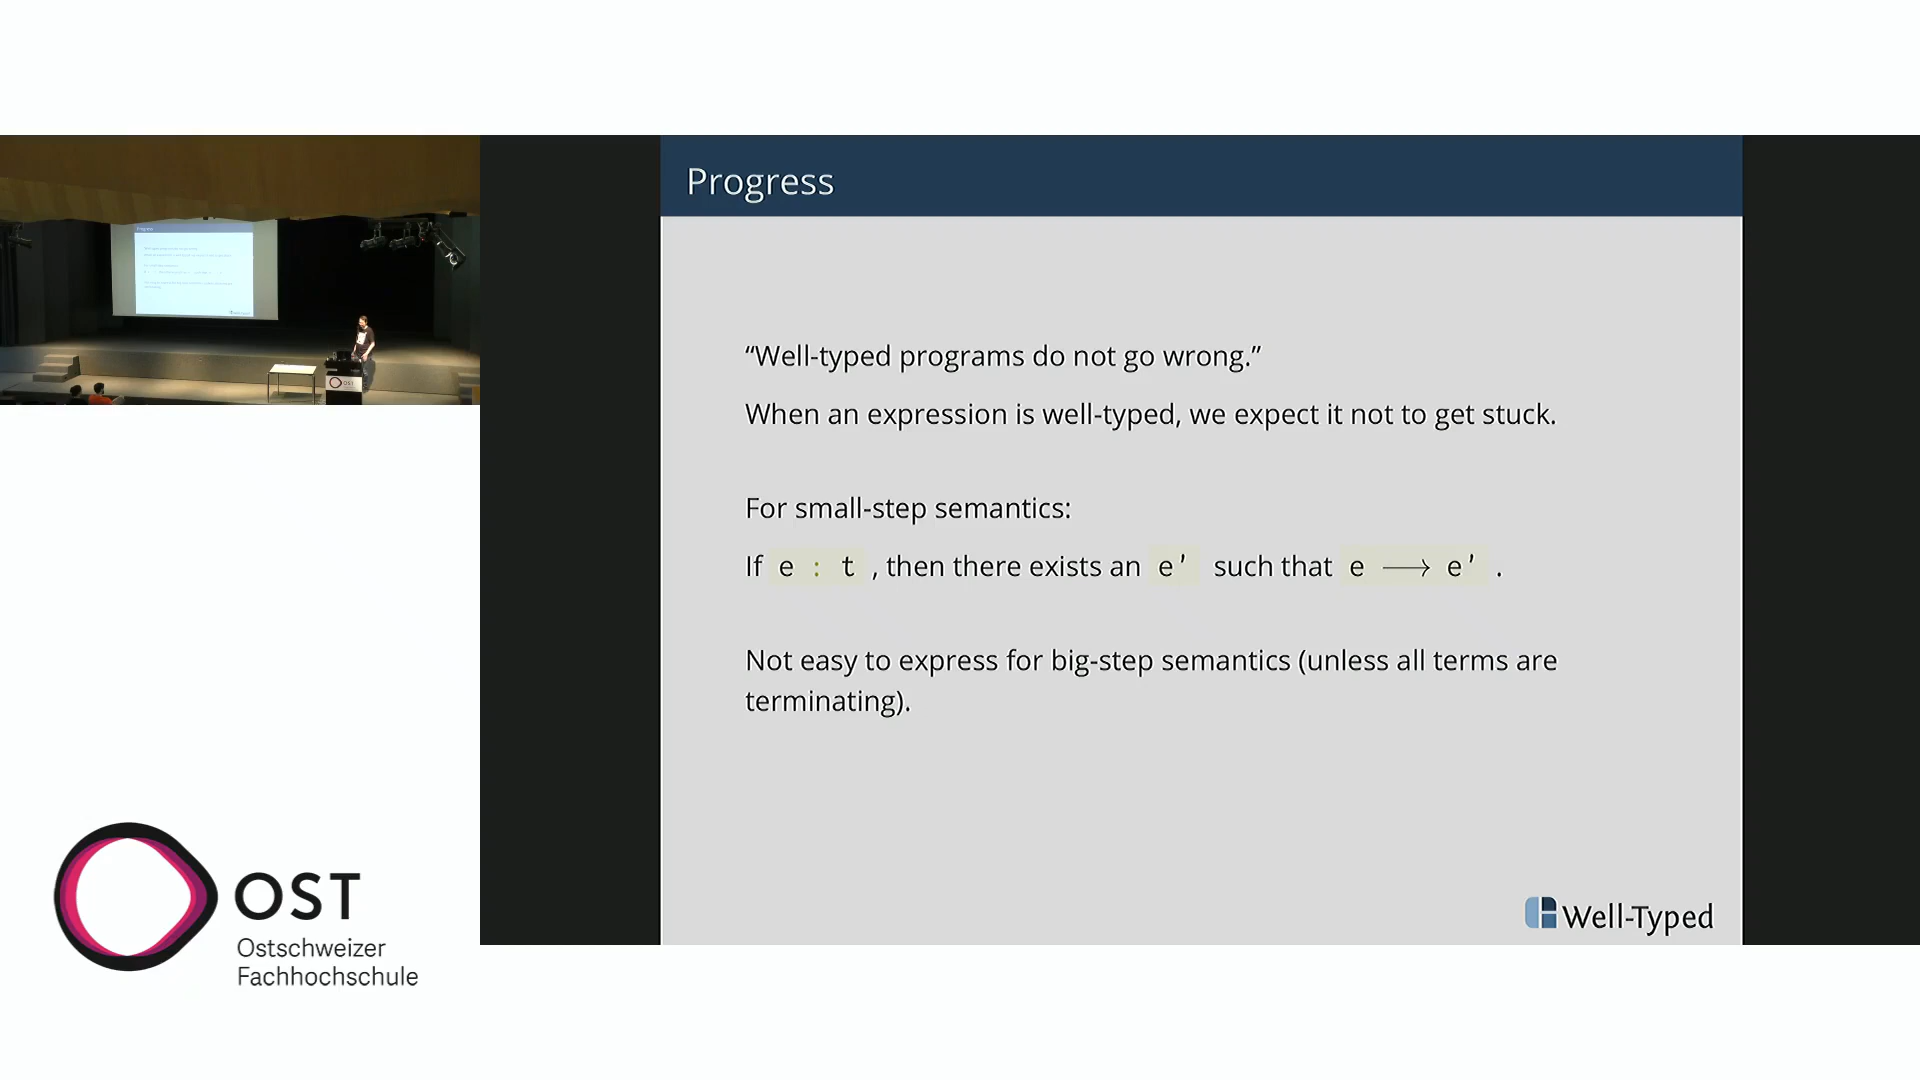 Progress
“Well-typed programs do not go wrong.”
When an expression is well-typed, we expect it not to get stuck.
For small-step semantics:
If e : t , then there exists an e’ such that e ⟶ e’ .
Not easy to express for big-step semantics (unless all terms are
terminating).
Well-Typed
OST
Ostschweizer
Fachhochschule
Progress
OST